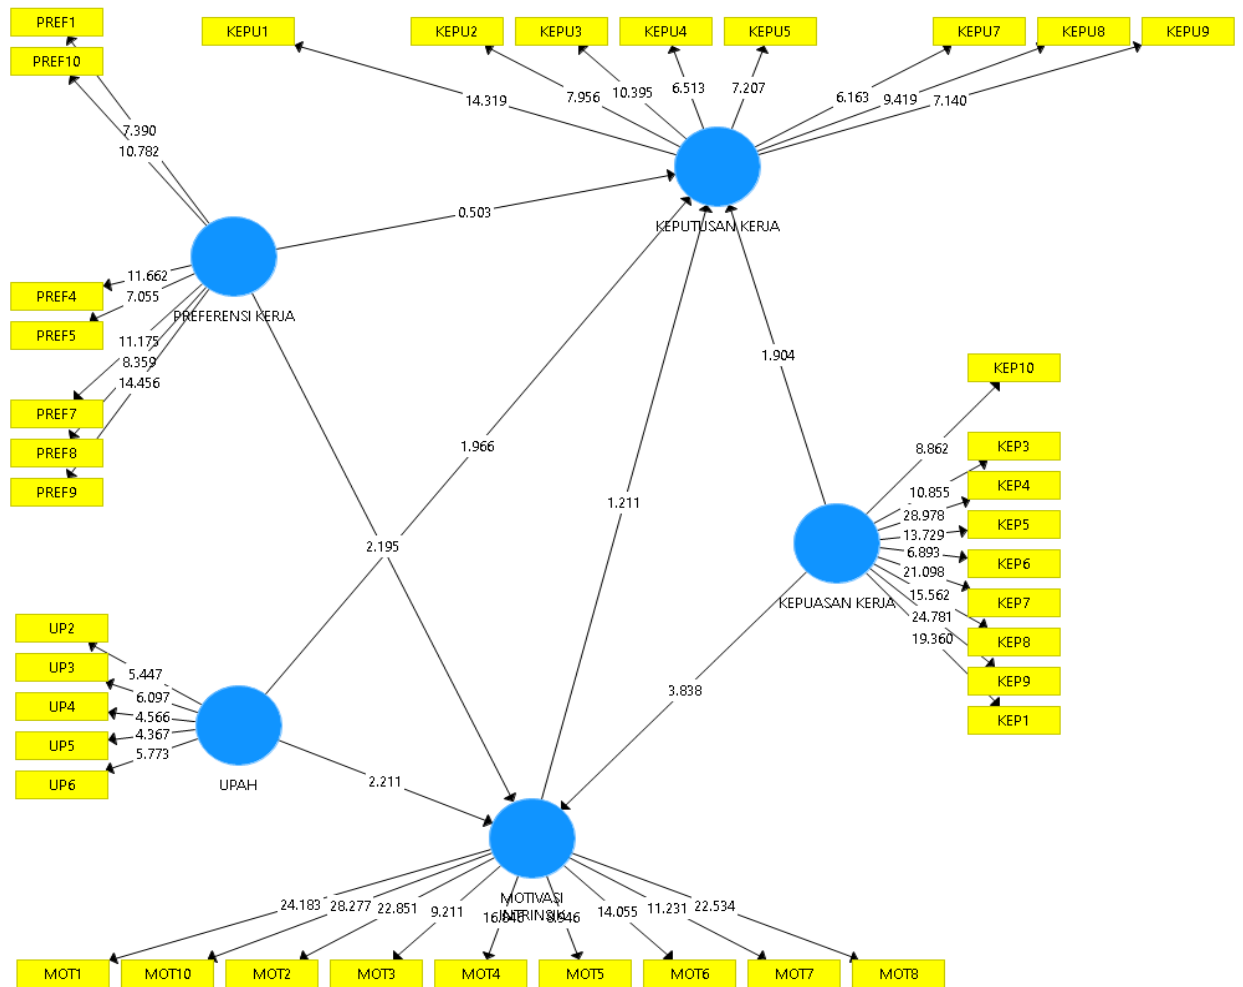 PREF1
PREF10
KEPU1
KEPU2
KEPU3
KEPU4
KEPU5
KEPU7
KEPU8
KEPU9
14.319
7.956
10.395
6.513
7.207
6.163
9.419
7.140
7.390
10.782
0.503
KEPUTUSAN KERJA
PREF4
PREF5
PREF7
PREF8
PREF9
11.662
7.055
11.175
8.359
14.456
PREFERENSI KERJA
1.904
1.966
1.211
2.195
KEP10
KEP3
KEP4
KEP5
KEP6
KEP7
KEP8
KEP9
KEP1
8.862
10.855
28.978
13.729
6.893
21.098
15.562
24.781
19.360
KEPUASAN KERJA
3.838
UP2
UP3
UP4
UP5
UP6
5.447
6.097
4.566
4.367
5.773
UPAH
2.211
MOTIVASI
INTRINSIK
24.183
28.277
22.851
9.211
14.055
11.231
22.534
MOT1
MOT10
MOT2
MOT3
MOT4
MOT5
MOT6
MOT7
MOT8